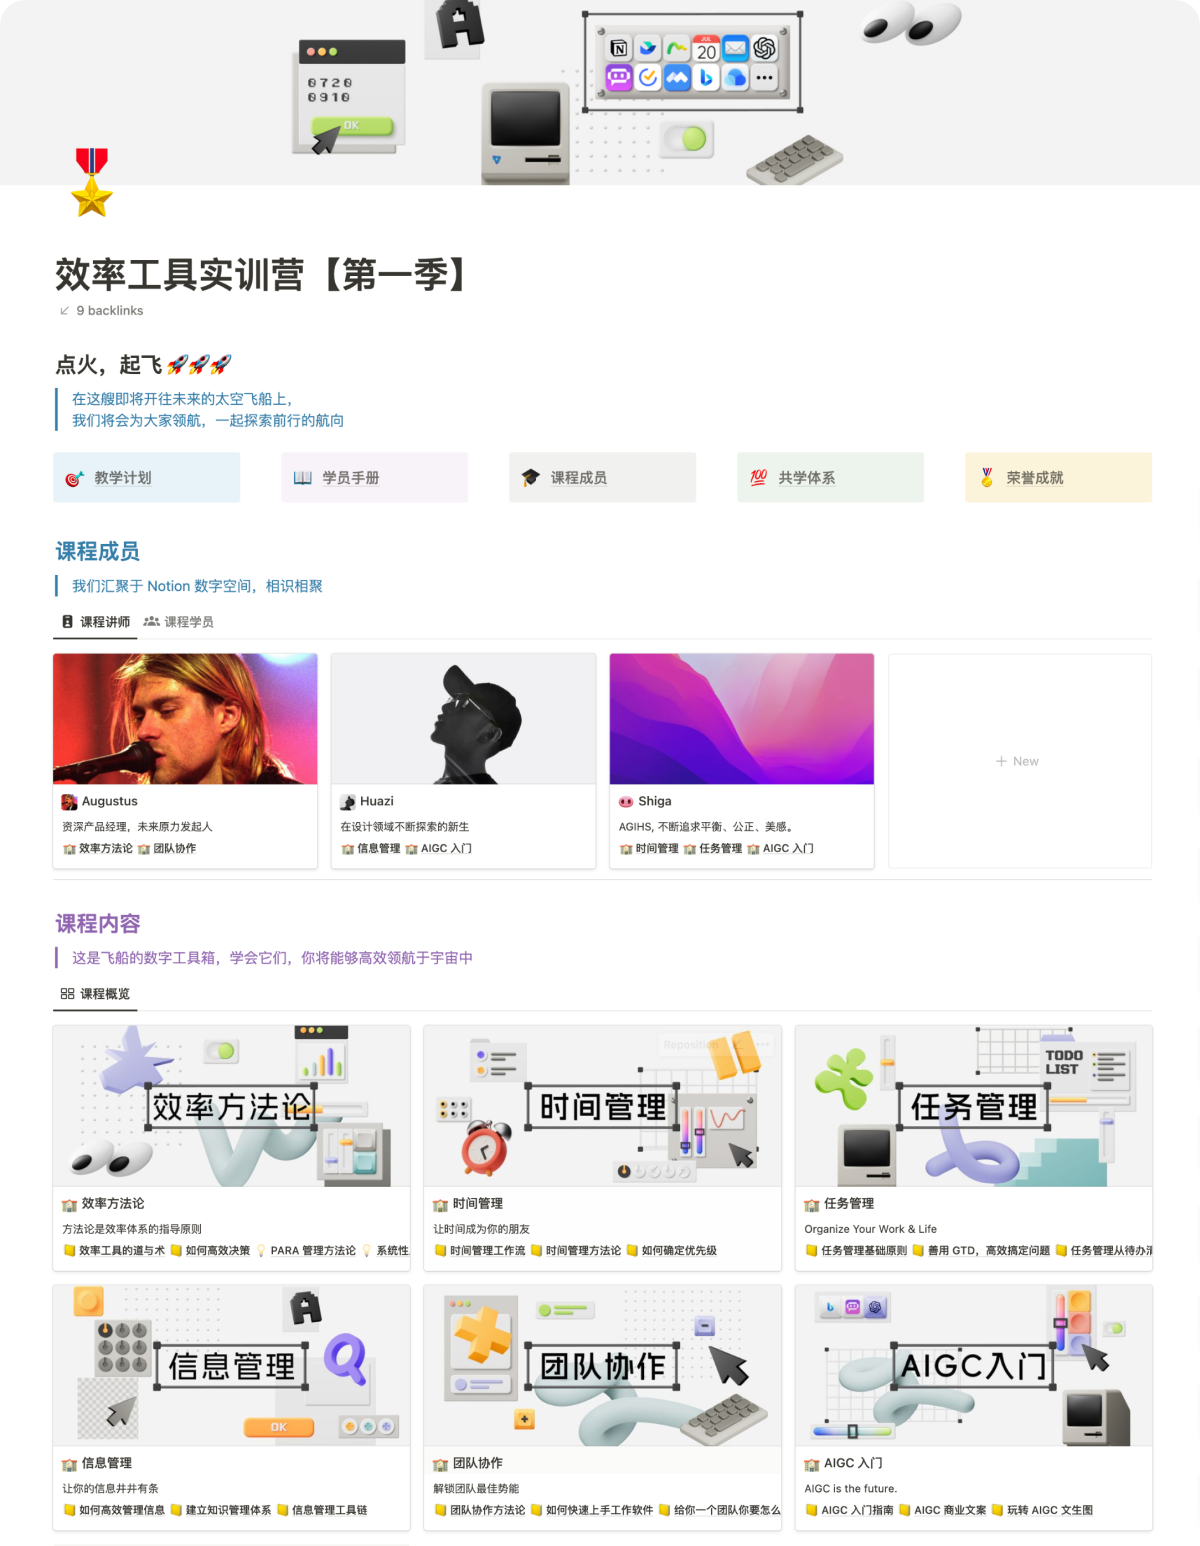 0720
0910
OK
JUL
20
效率工具实训营【第一季】
9 backlinks
点火，起飞
在这艘即将开往未来的太空飞船上，
我们将会为大家领航，一起探索前行的航向
教学计划
学员手册
课程成员
共学体系
荣誉成就
课程成员
我们汇聚于 Notion 数字空间，相识相聚
课程讲师 课程学员
+ New
Augustus
资深产品经理，未来原力发起人
效率方法论 团队协作
Huazi
在设计领域不断探索的新生
信息管理 AIGC 入门
Shiga
AGIHS, 不断追求平衡、公正、美感。
时间管理 任务管理 AIGC 入门
课程内容
这是飞船的数字工具箱，学会它们，你将能够高效领航于宇宙中
课程概览
效率方法论
效率方法论
方法论是效率体系的指导原则
效率工具的道与术 如何高效决策 PARA 管理方法论 系统性
Reposition
时间管理
时间管理
让时间成为你的朋友
时间管理工作流 时间管理方法论 如何确定优先级
TODO
LIST
任务管理
任务管理
Organize Your Work & Life
任务管理基础原则 善用 GTD，高效搞定问题 任务管理从待办清
信息管理
OK
信息管理
让你的信息井井有条
如何高效管理信息 建立知识管理体系 信息管理工具链
团队协作
团队协作
解锁团队最佳势能
团队协作方法论 如何快速上手工作软件 给你一个团队你要怎么
AIGC入门
AIGC 入门
AIGC is the future.
AIGC 入门指南 AIGC 商业文案 玩转 AIGC 文生图